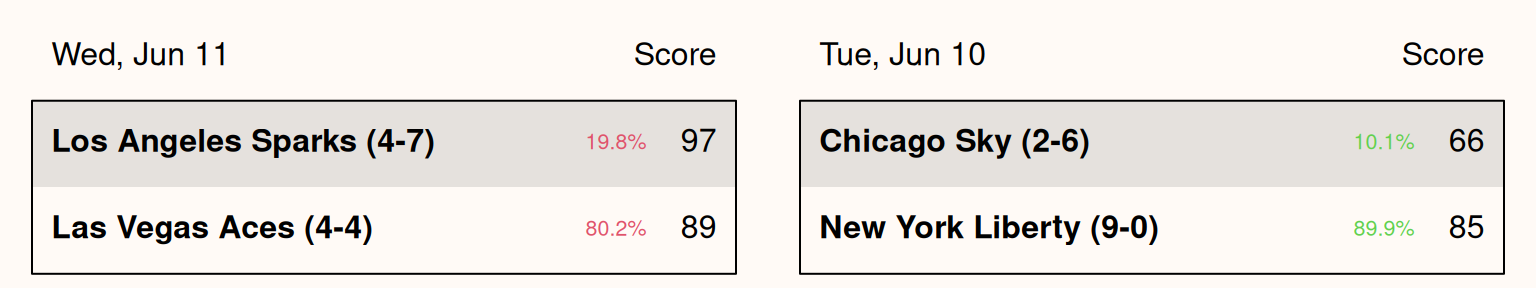 Wed, Jun 11 Score
Los Angeles Sparks (4-7) 19.8% 97
Las Vegas Aces (4-4) 80.2% 89
Tue, Jun 10 Score
Chicago Sky (2-6) 10.1% 66
New York Liberty (9-0) 89.9% 85